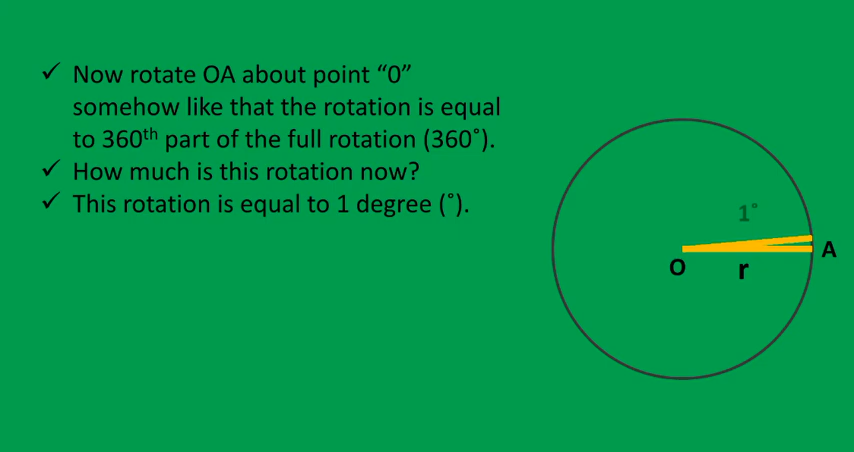 ✓ Now rotate OA about point “0”
somehow like that the rotation is equal
to 360th part of the full rotation (360˚).
✓ How much is this rotation now?
✓ This rotation is equal to 1 degree (˚).
1˚
O
r
A